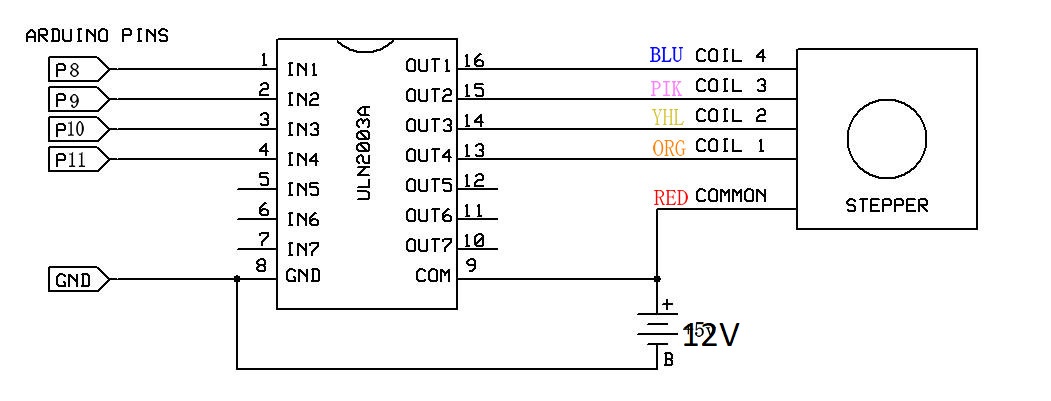 ARDUINO PINS
P8 1 IN1 OUT1 16 BLU COIL 4
P9 2 IN2 OUT2 15 PIK COIL 3
P10 3 IN3 OUT3 14 YHL COIL 2
P11 4 IN4 OUT4 13 ORG COIL 1
5 IN5 OUT5 12
6 IN6 OUT6 11
7 IN7 OUT7 10
GND 8 GND COM 9
ULN2003A
RED COMMON
STEPPER
+
12V
B